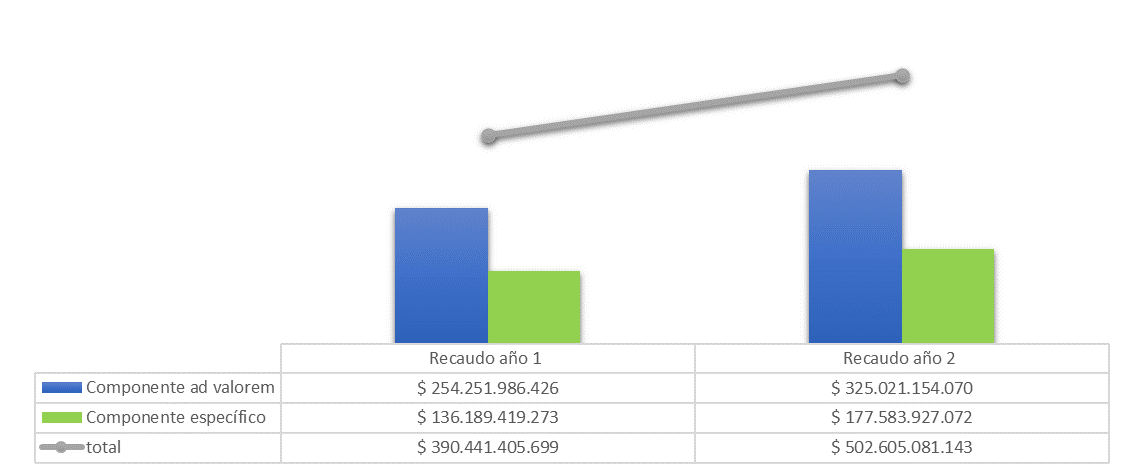 Recaudo año 1 Recaudo año 2
Componente ad valorem $ 254.251.986.426 $ 325.021.154.070
Componente específico $ 136.189.419.273 $ 177.583.927.072
total $ 390.441.405.699 $ 502.605.081.143